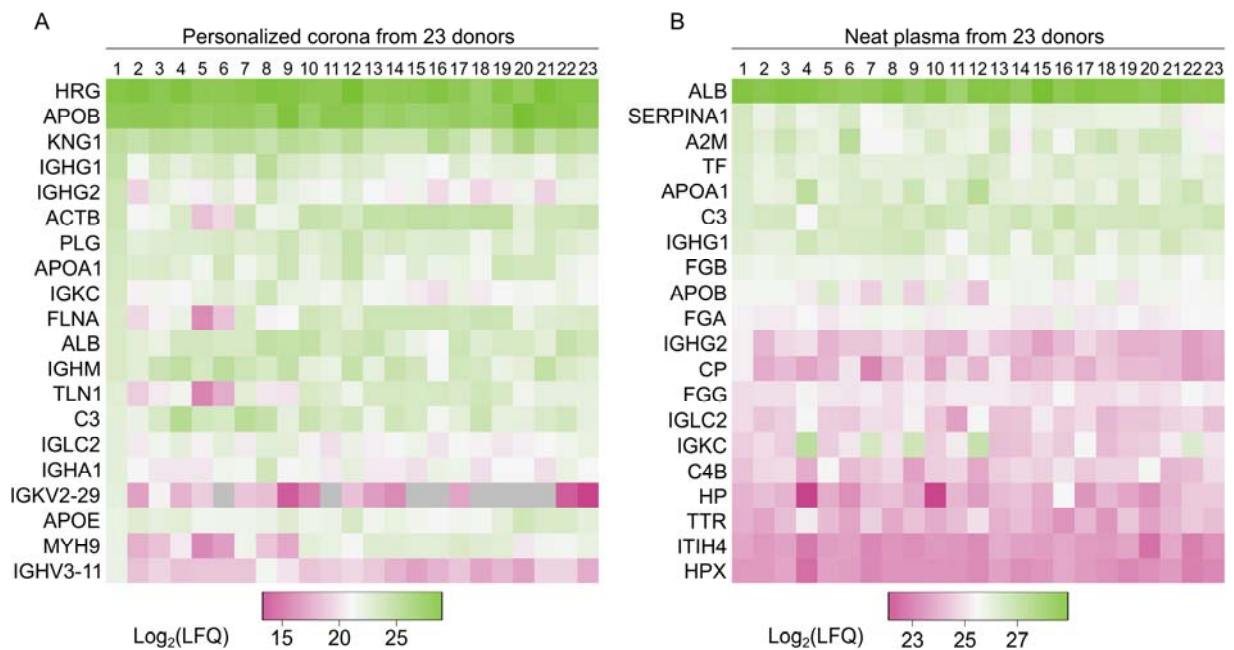 A
Personalized corona from 23 donors
1 2 3 4 5 6 7 8 9 10 11 12 13 14 15 16 17 18 19 20 21 22 23
HRG
APOB
KNG1
IGHG1
IGHG2
ACTB
PLG
APOA1
IGKC
FLNA
ALB
IGHM
TLN1
C3
IGLC2
IGHA1
IGKV2-29
APOE
MYH9
IGHV3-11
Log₂(LFQ)
15 20 25
B
Neat plasma from 23 donors
1 2 3 4 5 6 7 8 9 10 11 12 13 14 15 16 17 18 19 20 21 22 23
ALB
SERPINA1
A2M
TF
APOA1
C3
IGHG1
FGB
APOB
FGA
IGHG2
CP
FGG
IGLC2
IGKC
C4B
HP
TTR
ITIH4
HPX
Log₂(LFQ)
23 25 27